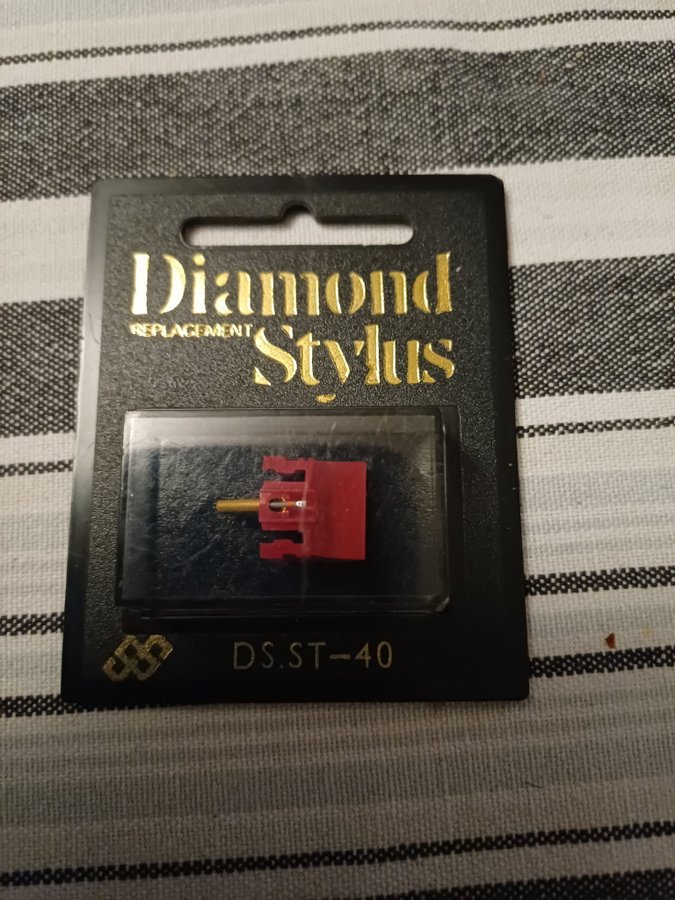 Diamond
REPLACEMENT
Stylus
DS.ST-40